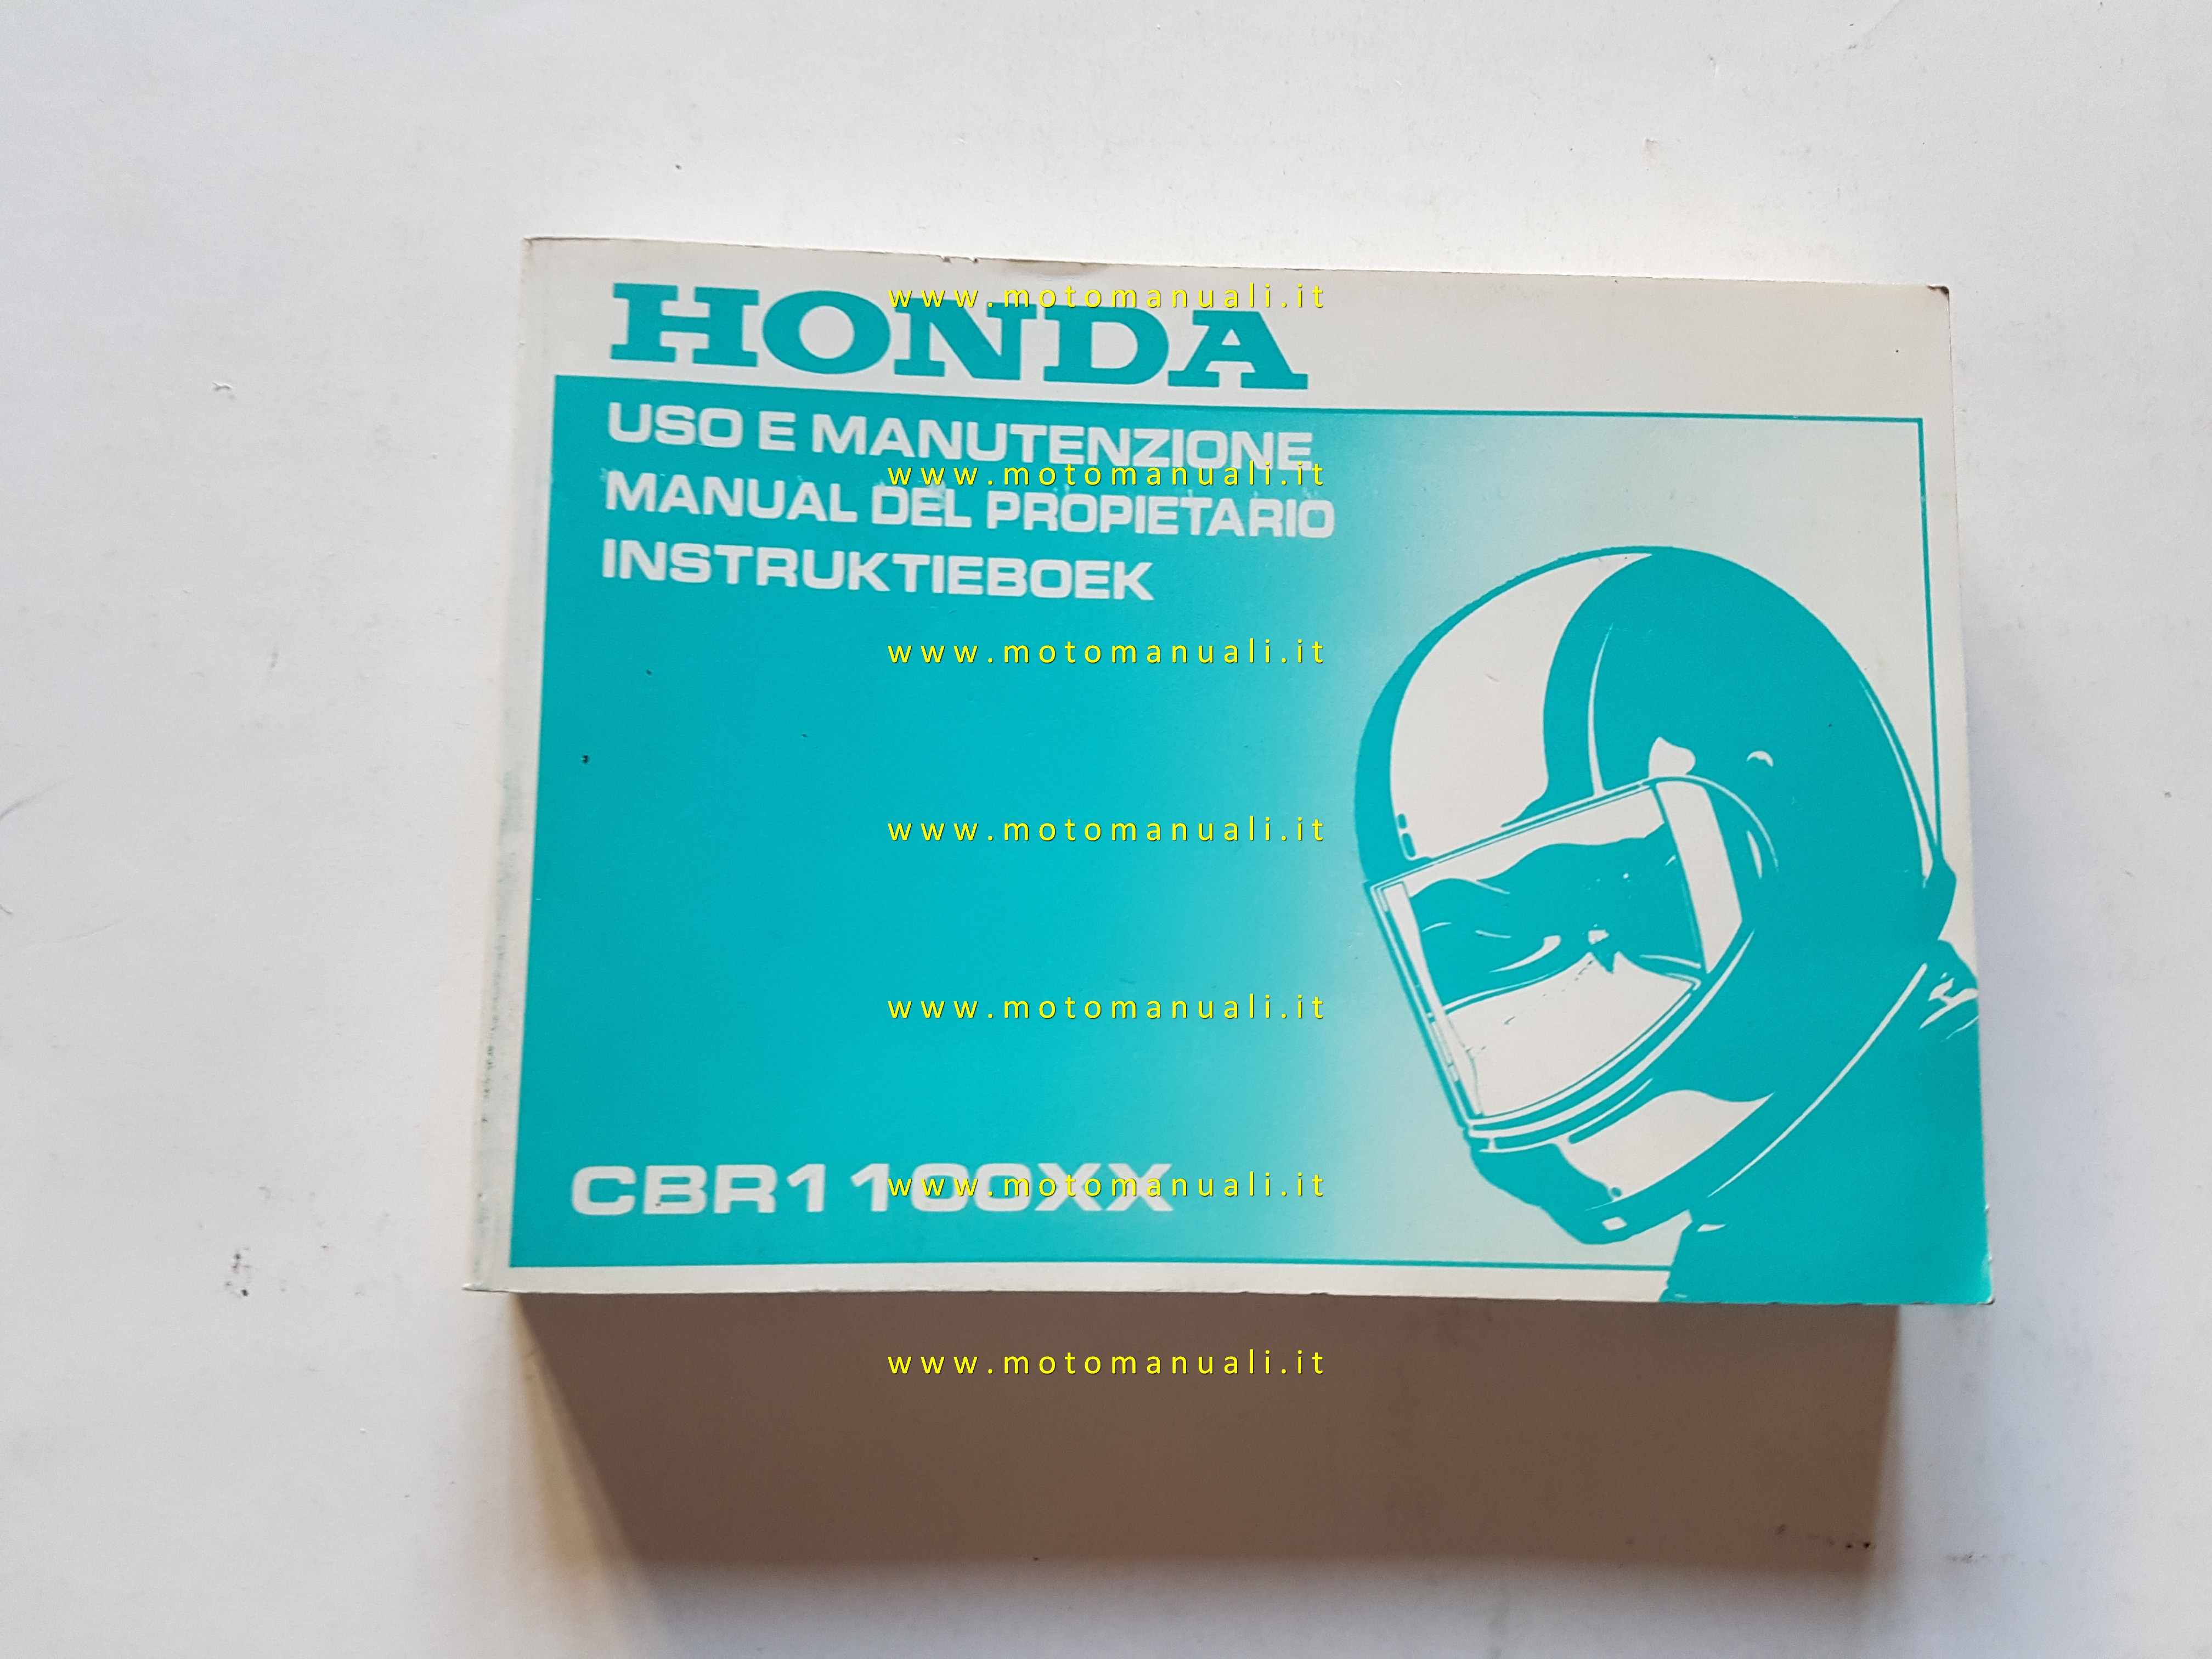 HONDA
www.motomanuali.it
USO E MANUTENZIONE
www.motomanuali.it
MANUAL DEL PROPIETARIO
INSTRUKTIEBOEK
www.motomanuali.it
www.motomanuali.it
www.motomanuali.it
CBR1100XX
www.motomanuali.it
www.motomanuali.it